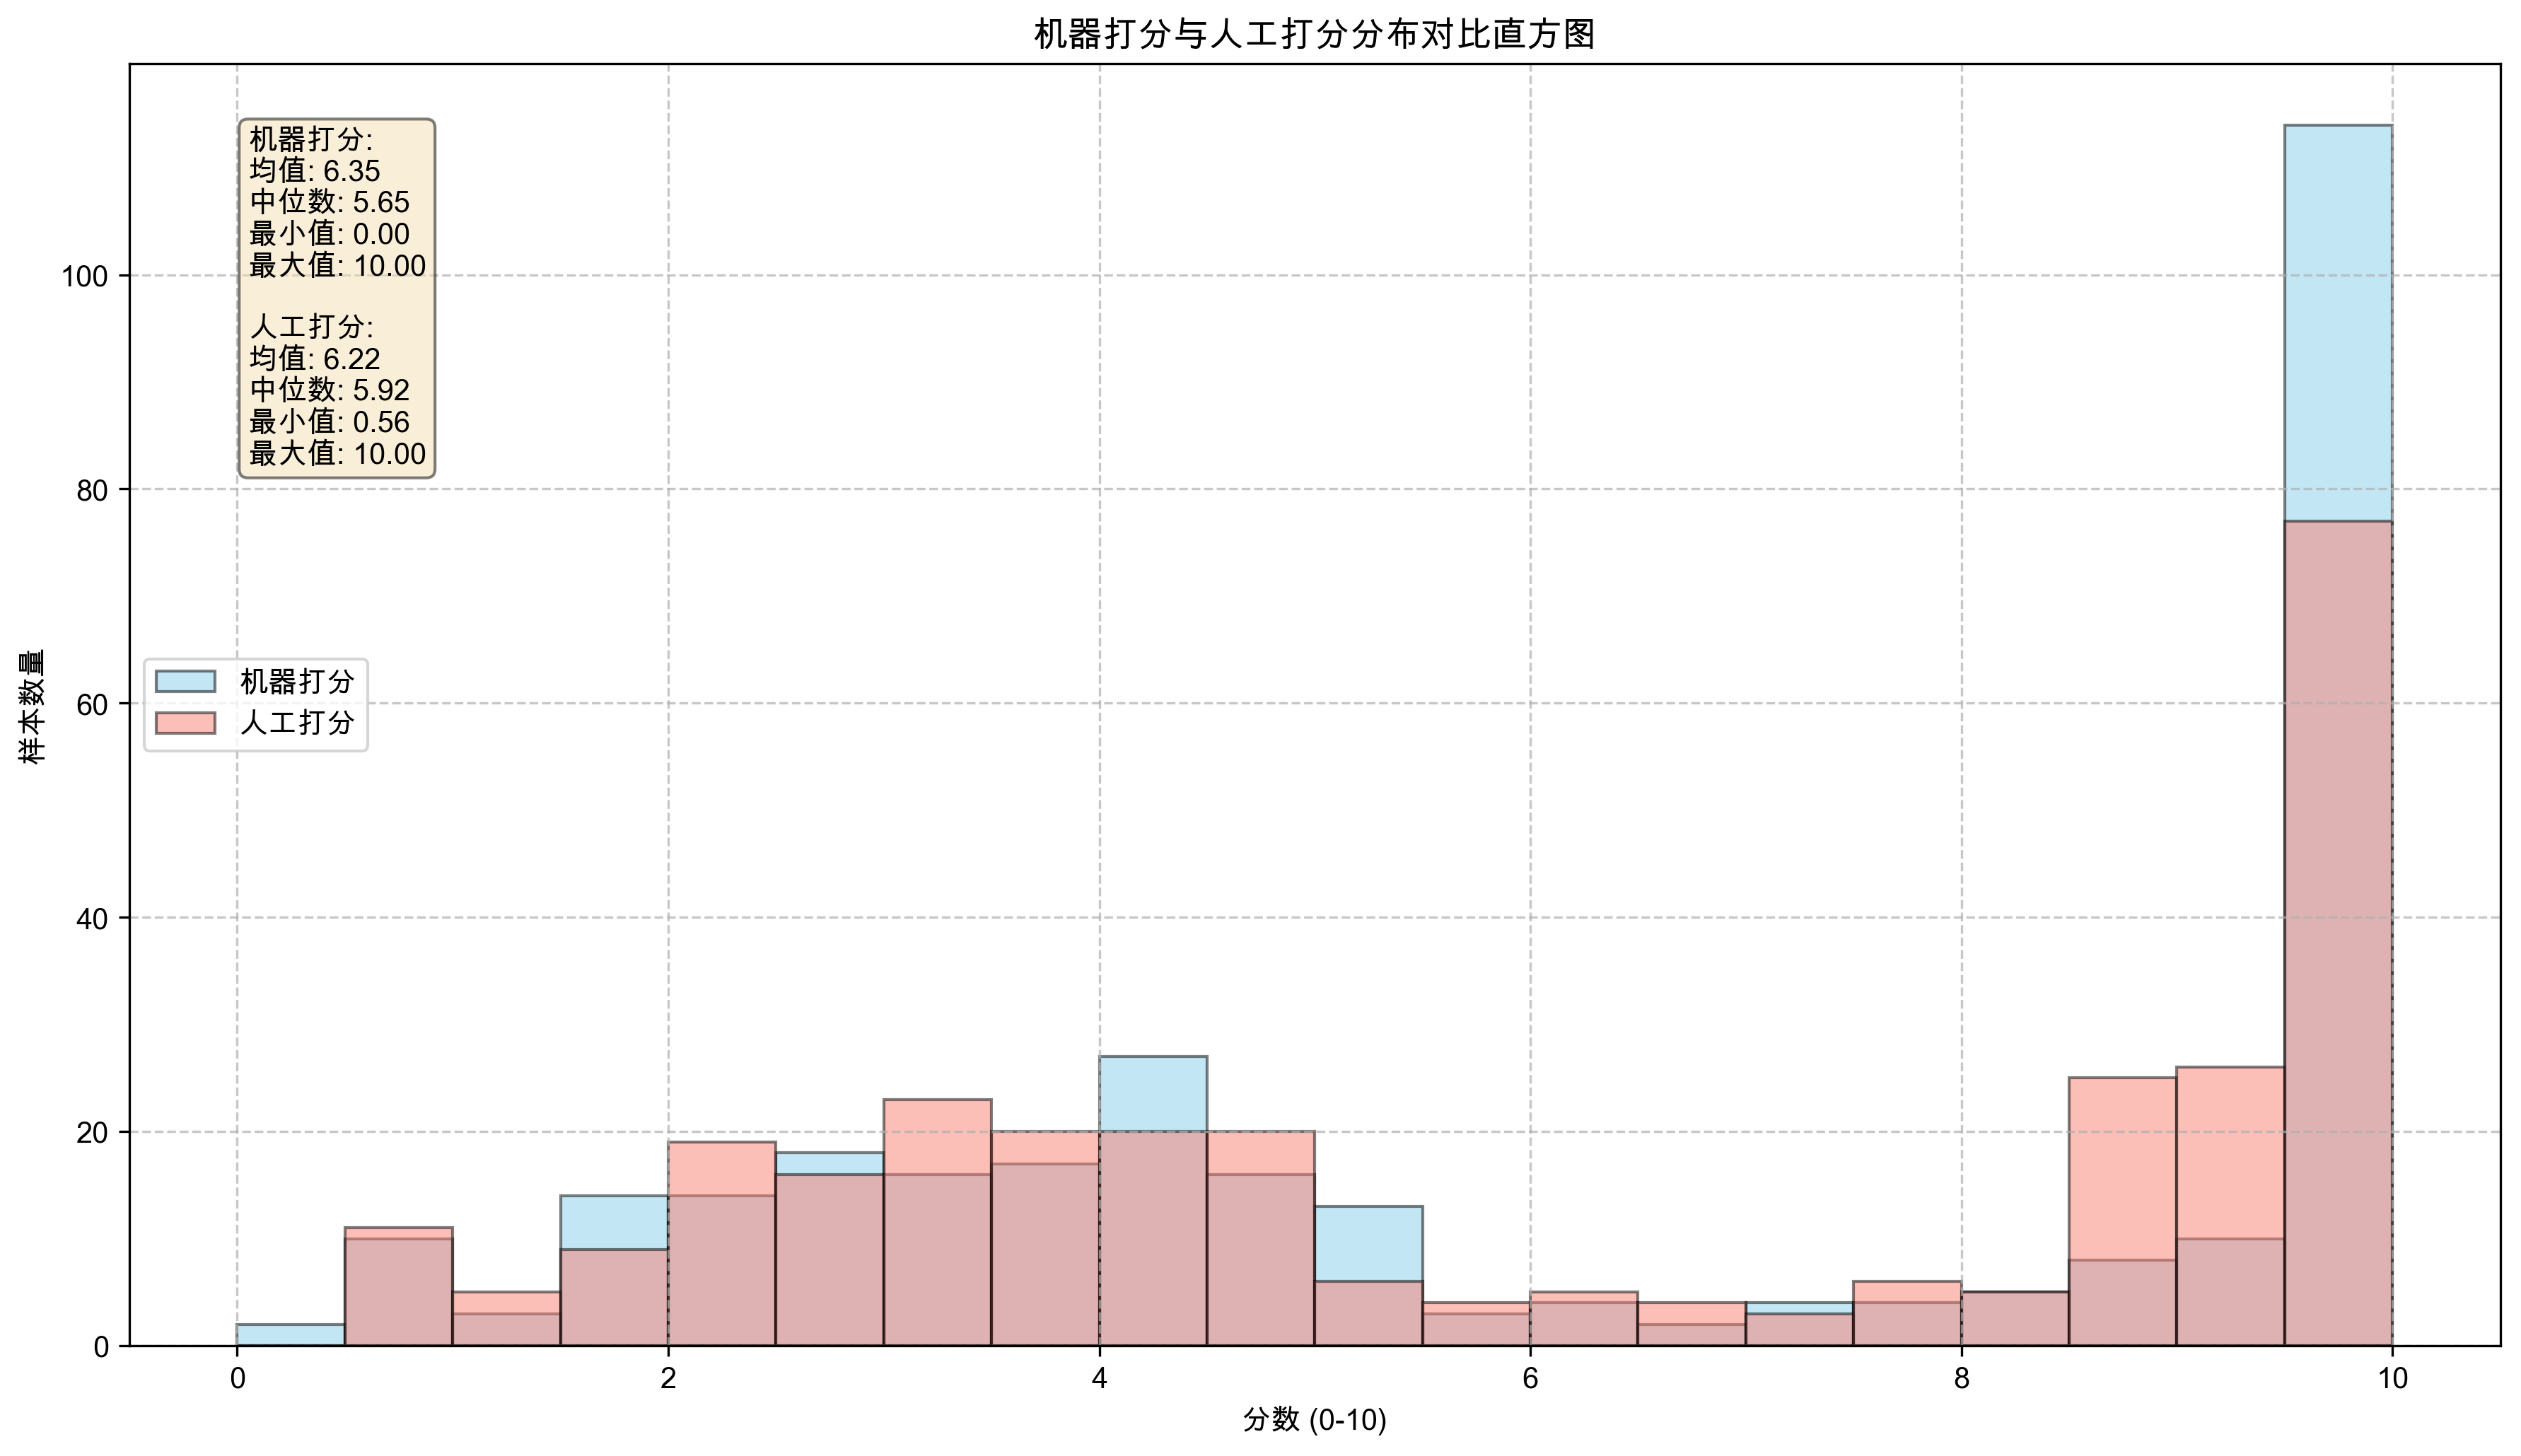 机器打分与人工打分分布对比直方图
机器打分:
均值: 6.35
中位数: 5.65
最小值: 0.00
最大值: 10.00
人工打分:
均值: 6.22
中位数: 5.92
最小值: 0.56
最大值: 10.00
机器打分
人工打分
样本数量
100
80
60
40
20
0
0 2 4 6 8 10
分数 (0-10)